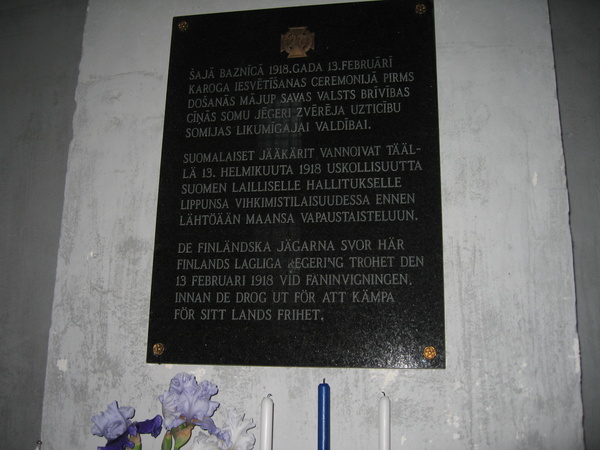 ŠAJĀ BAZNĪCĀ 1918.GADA 13.FEBRUĀRĪ
KAROGA IESVĒTĪŠANAS CEREMONIJĀ PIRMS
DOŠANĀS MĀJUP SAVAS VALSTS BRĪVĪBAS
CĪŅĀS SOMU JĒGERI ZVĒRĒJA UZTICĪBU
SOMIJAS LIKUMĪGAJAI VALDĪBAI.
SUOMALAISET JÄÄKÄRIT VANNOIVAT TÄÄL-
LÄ 13. HELMIKUUTA 1918 USKOLLISUUTTA
SUOMEN LAILLISELLE HALLITUKSELLE
LIPPUNSA VIHKIMISTILAISUUDESSA ENNEN
LÄHTÖÄÄN MAANSA VAPAUSTAISTELUUN.
DE FINLÄNDSKA JÄGARNA SVOR HÄR
FINLANDS LAGLIGA REGERING TROHET DEN
13 FEBRUARI 1918 VID FANINVIGNINGEN,
INNAN DE DROG UT FÖR ATT KÄMPA
FÖR SITT LANDS FRIHET.